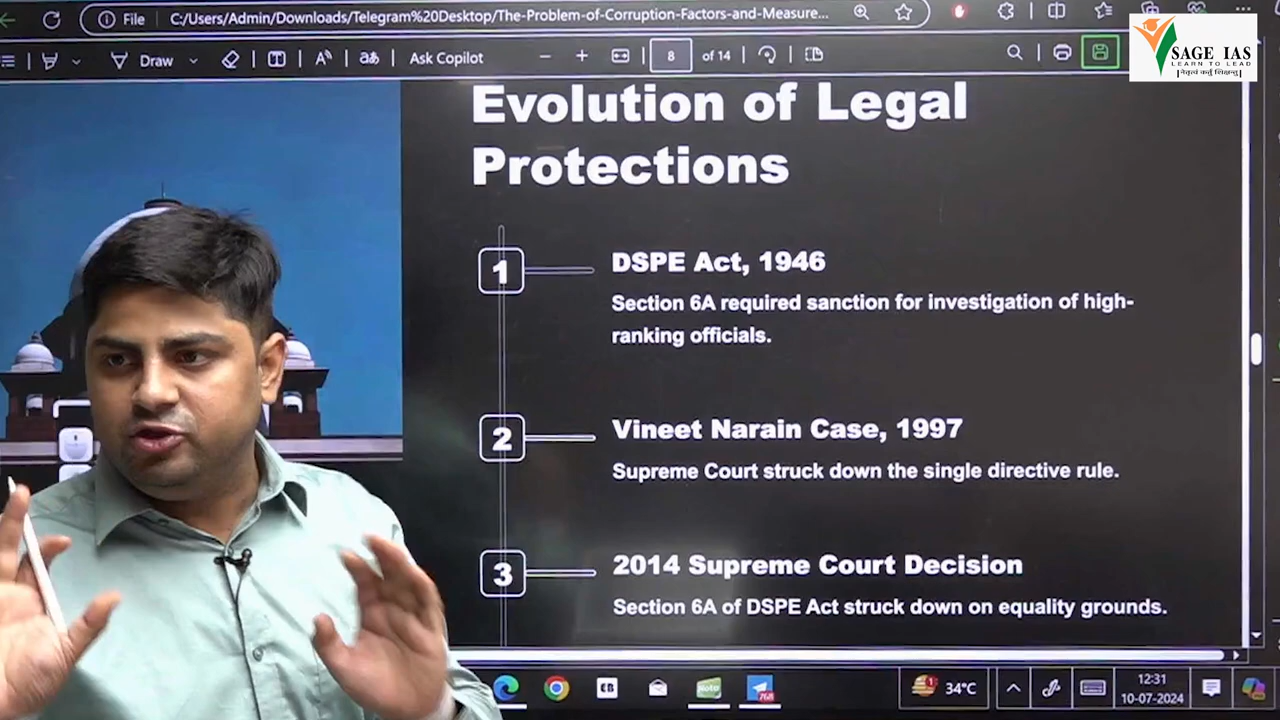 File
C:/Users/Admin/Downloads/Telegram%20Desktop/The-Problem-of-Corruption-Factors-and-Measure...
Draw
Ask Copilot
8
of 14
SAGE IAS
LEARN TO LEAD
Evolution of Legal
Protections
1
DSPE Act, 1946
Section 6A required sanction for investigation of high-
ranking officials.
2
Vineet Narain Case, 1997
Supreme Court struck down the single directive rule.
3
2014 Supreme Court Decision
Section 6A of DSPE Act struck down on equality grounds.
34°C
12:31
10-07-2024